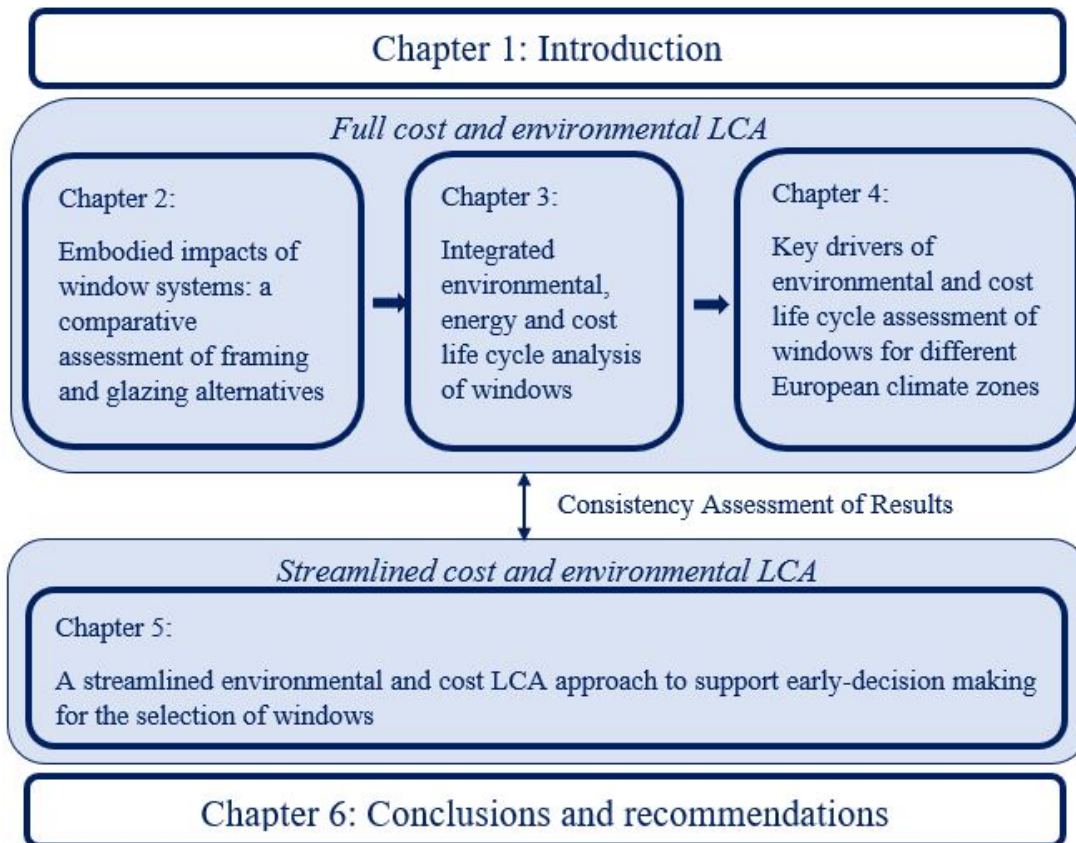 Chapter 1: Introduction
Full cost and environmental LCA
Chapter 2:
Embodied impacts of
window systems: a
comparative
assessment of framing
and glazing alternatives
Chapter 3:
Integrated
environmental,
energy and cost
life cycle analysis
of windows
Chapter 4:
Key drivers of
environmental and cost
life cycle assessment of
windows for different
European climate zones
Consistency Assessment of Results
Streamlined cost and environmental LCA
Chapter 5:
A streamlined environmental and cost LCA approach to support early-decision making
for the selection of windows
Chapter 6: Conclusions and recommendations